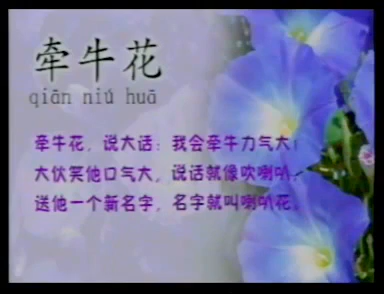 牵牛花
qiān niú huā
牵牛花，说大话：我会牵牛力气大！
大伙笑他口气大，说话就像吹喇叭。
送他一个新名字，名字就叫喇叭花。